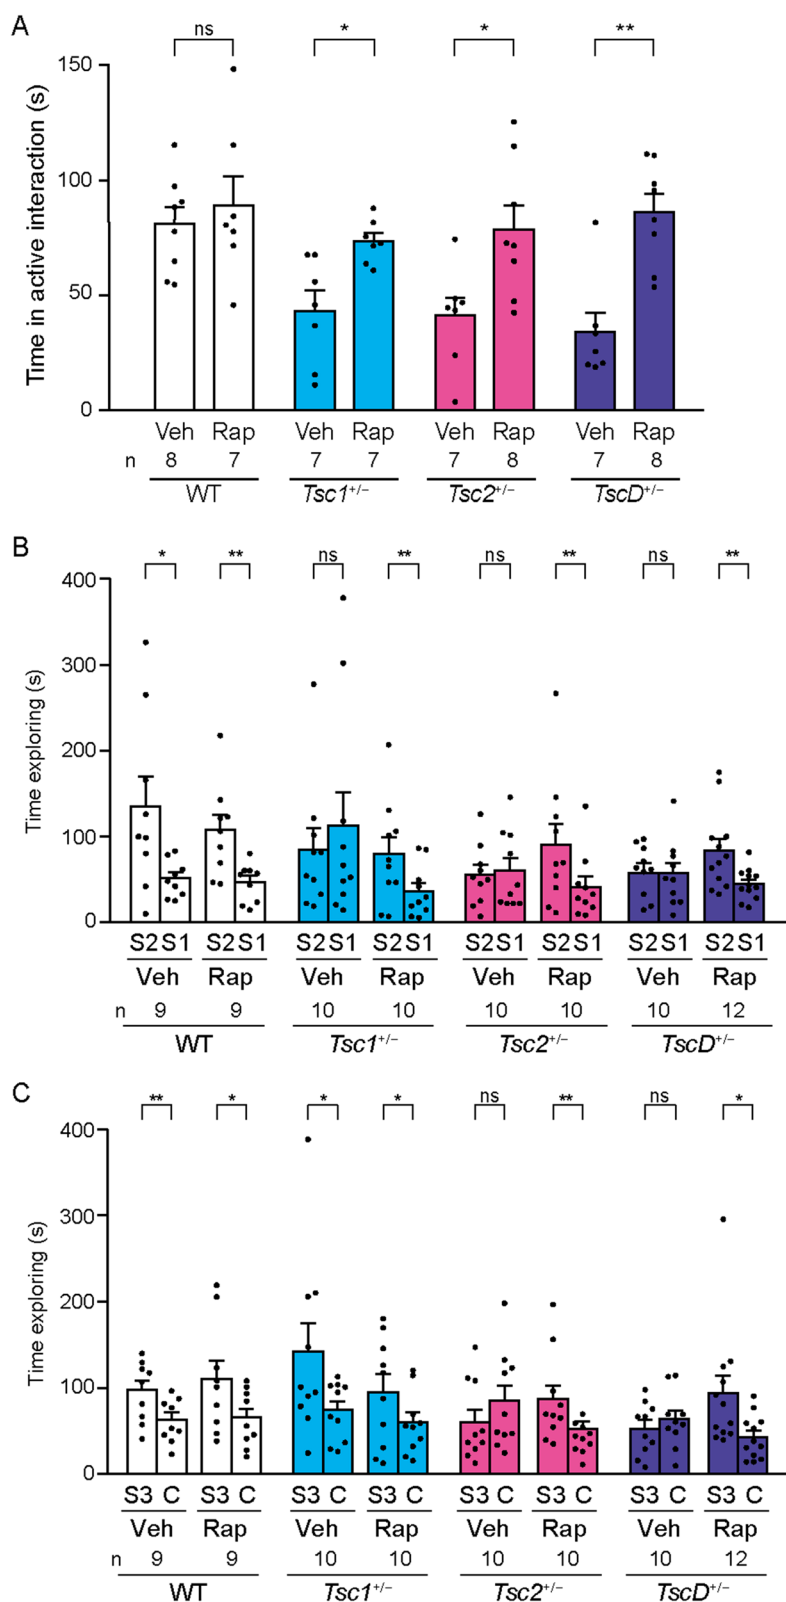 A
ns * * **
Time in active interaction (s)
150
100
50
0
Veh Rap Veh Rap Veh Rap Veh Rap
n 8 7 7 7 7 8 7 8
WT Tsc1+/− Tsc2+/− TscD+/−
B
* ** ns ** ns ** ns **
Time exploring (s)
400
300
200
100
0
S2 S1 S2 S1 S2 S1 S2 S1 S2 S1 S2 S1 S2 S1 S2 S1
Veh Rap Veh Rap Veh Rap Veh Rap
n 9 9 10 10 10 10 10 12
WT Tsc1+/− Tsc2+/− TscD+/−
C
** * * * ns ** ns *
Time exploring (s)
400
300
200
100
0
S3 C S3 C S3 C S3 C S3 C S3 C S3 C S3 C
Veh Rap Veh Rap Veh Rap Veh Rap
n 9 9 10 10 10 10 10 12
WT Tsc1+/− Tsc2+/− TscD+/−